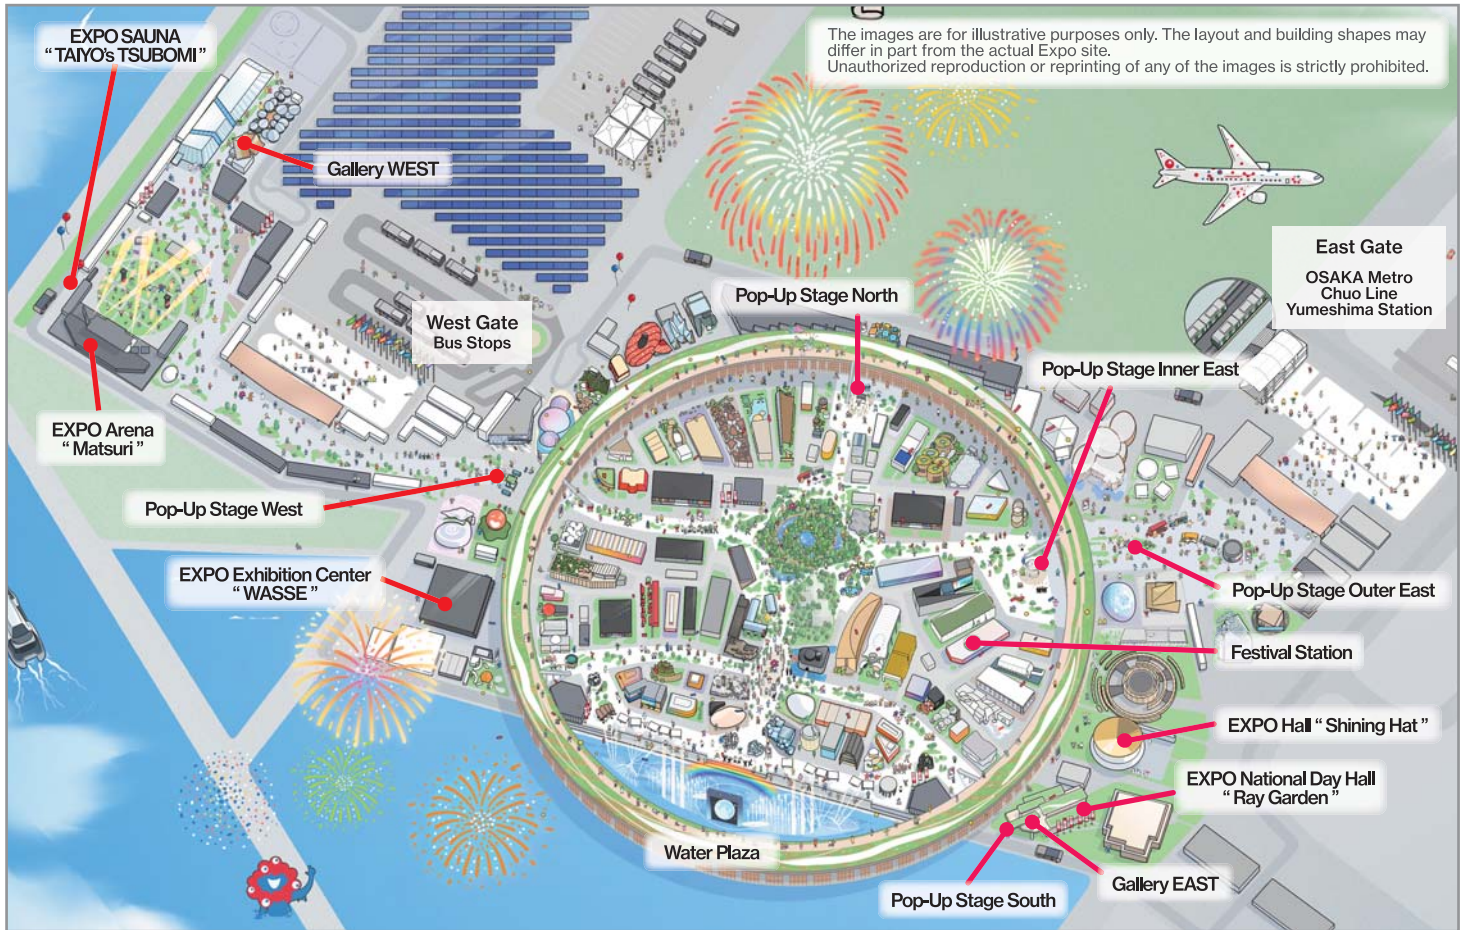 The images are for illustrative purposes only. The layout and building shapes may
differ in part from the actual Expo site.
Unauthorized reproduction or reprinting of any of the images is strictly prohibited.
EXPO SAUNA
“ TAIYO’s TSUBOMI ”
Gallery WEST
East Gate
OSAKA Metro
Chuo Line
Yumeshima Station
Pop-Up Stage North
West Gate
Bus Stops
Pop-Up Stage Inner East
EXPO Arena
“ Matsuri ”
Pop-Up Stage West
EXPO Exhibition Center
“ WASSE ”
Pop-Up Stage Outer East
Festival Station
EXPO Hall “ Shining Hat ”
EXPO National Day Hall
“ Ray Garden ”
Water Plaza
Gallery EAST
Pop-Up Stage South